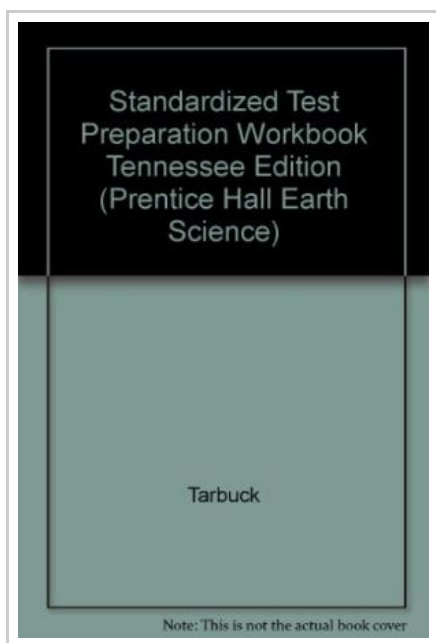 Standardized Test
Preparation Workbook
Tennessee Edition
(Prentice Hall Earth
Science)
Tarbuck
Note: This is not the actual book cover